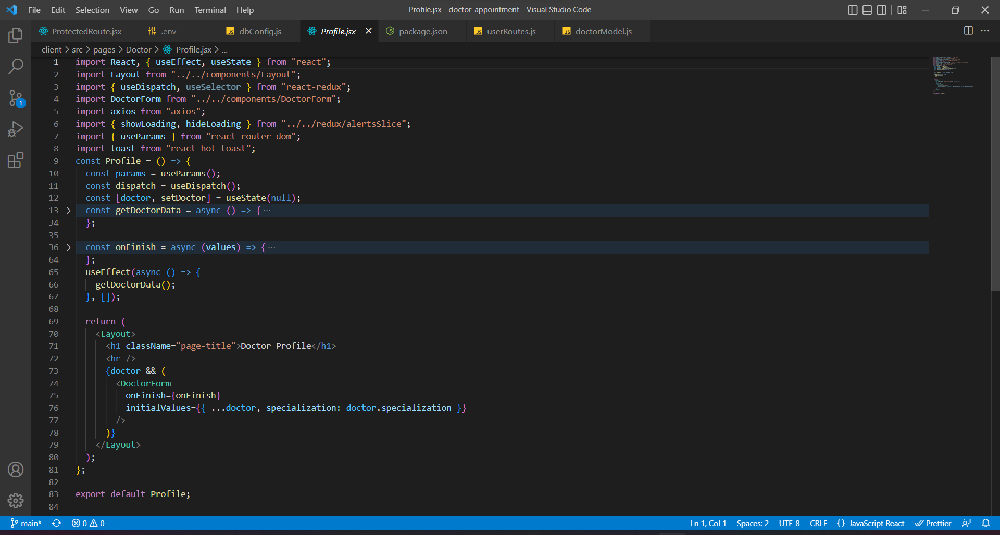 File Edit Selection View Go Run Terminal Help Profile.jsx - doctor-appointment - Visual Studio Code
ProtectedRoute.jsx .env JS dbConfig.js Profile.jsx package.json JS userRoutes.js JS doctorModel.js ...
client > src > pages > Doctor > Profile.jsx > ...
1 import React, { useEffect, useState } from "react";
2 import Layout from "../../components/Layout";
3 import { useDispatch, useSelector } from "react-redux";
4 import DoctorForm from "../../components/DoctorForm";
5 import axios from "axios";
6 import { showLoading, hideLoading } from "../../redux/alertsSlice";
7 import { useParams } from "react-router-dom";
8 import toast from "react-hot-toast";
9 const Profile = () => {
10 const params = useParams();
11 const dispatch = useDispatch();
12 const [doctor, setDoctor] = useState(null);
13 > const getDoctorData = async () => { ...
34 };
35
36 > const onFinish = async (values) => { ...
64 };
65 useEffect(async () => {
66 getDoctorData();
67 }, []);
68
69 return (
70 <Layout>
71 <h1 className="page-title">Doctor Profile</h1>
72 <hr />
73 {doctor && (
74 <DoctorForm
75 onFinish={onFinish}
76 initialValues={{ ...doctor, specialization: doctor.specialization }}
77 />
78 )}
79 </Layout>
80 );
81 };
82
83 export default Profile;
84
1
main* 0 0 Ln 1, Col 1 Spaces: 2 UTF-8 CRLF {} JavaScript React Prettier